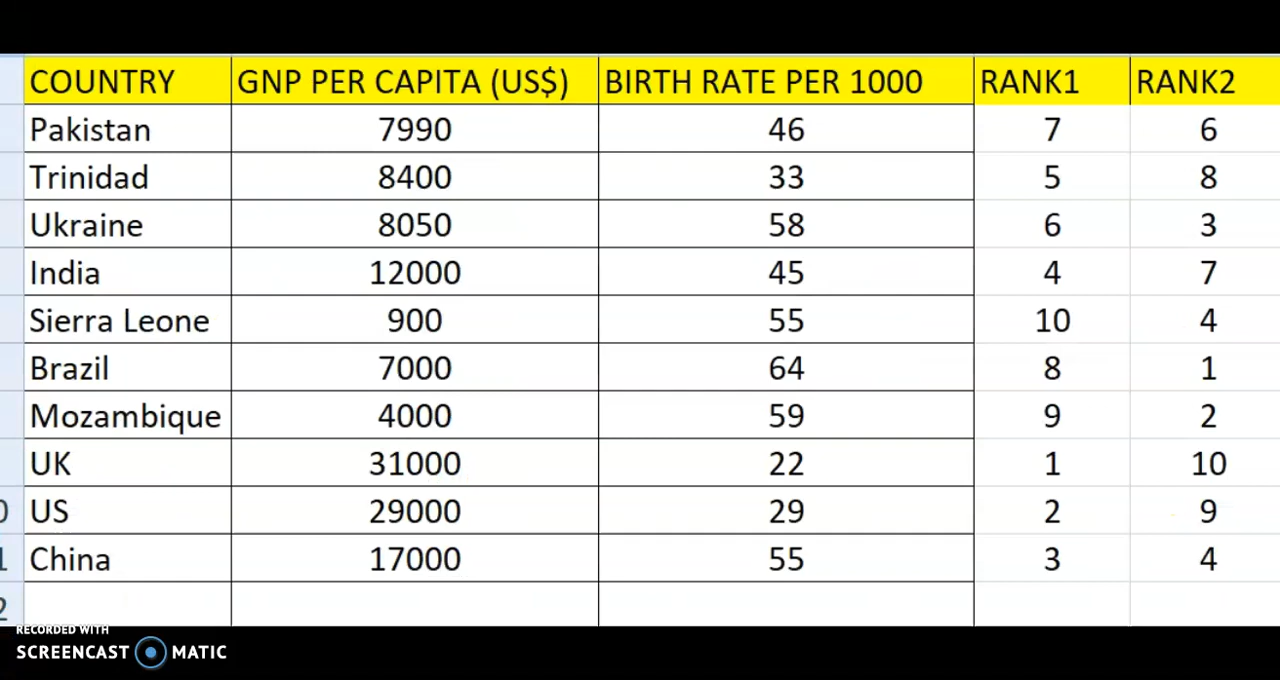 COUNTRY GNP PER CAPITA (US$) BIRTH RATE PER 1000 RANK1 RANK2
Pakistan 7990 46 7 6
Trinidad 8400 33 5 8
Ukraine 8050 58 6 3
India 12000 45 4 7
Sierra Leone 900 55 10 4
Brazil 7000 64 8 1
Mozambique 4000 59 9 2
UK 31000 22 1 10
0 US 29000 29 2 9
1 China 17000 55 3 4
2
RECORDED WITH
SCREENCAST MATIC